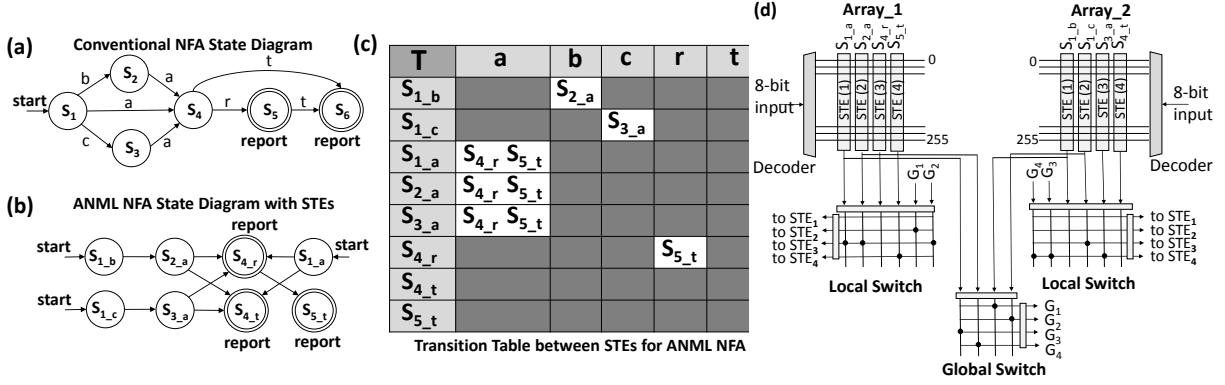 (a)
Conventional NFA State Diagram
start
S1
b
S2
a
a
c
S3
a
S4
t
r
S5
t
S6
report
report
(b)
ANML NFA State Diagram with STEs
report
start
S1_b
S2_a
S4_r
S1_a
start
start
S1_c
S3_a
S4_t
S5_t
report
report
(c)
T a b c r t
S1_b S2_a
S1_c S3_a
S1_a S4_r S5_t
S2_a S4_r S5_t
S3_a S4_r S5_t
S4_r S5_t
S4_t
S5_t
Transition Table between STEs for ANML NFA
(d)
Array_1
S1_a
S2_a
S4_r
S5_t
0
8-bit
input
STE (1)
STE (2)
STE (3)
STE (4)
255
Decoder
G1
G2
to STE1
to STE2
to STE3
to STE4
Local Switch
Array_2
S1_b
S1_c
S3_a
S4_t
0
8-bit
input
STE (1)
STE (2)
STE (3)
STE (4)
255
Decoder
G4
G3
to STE1
to STE2
to STE3
to STE4
Local Switch
G1
G2
G3
G4
Global Switch